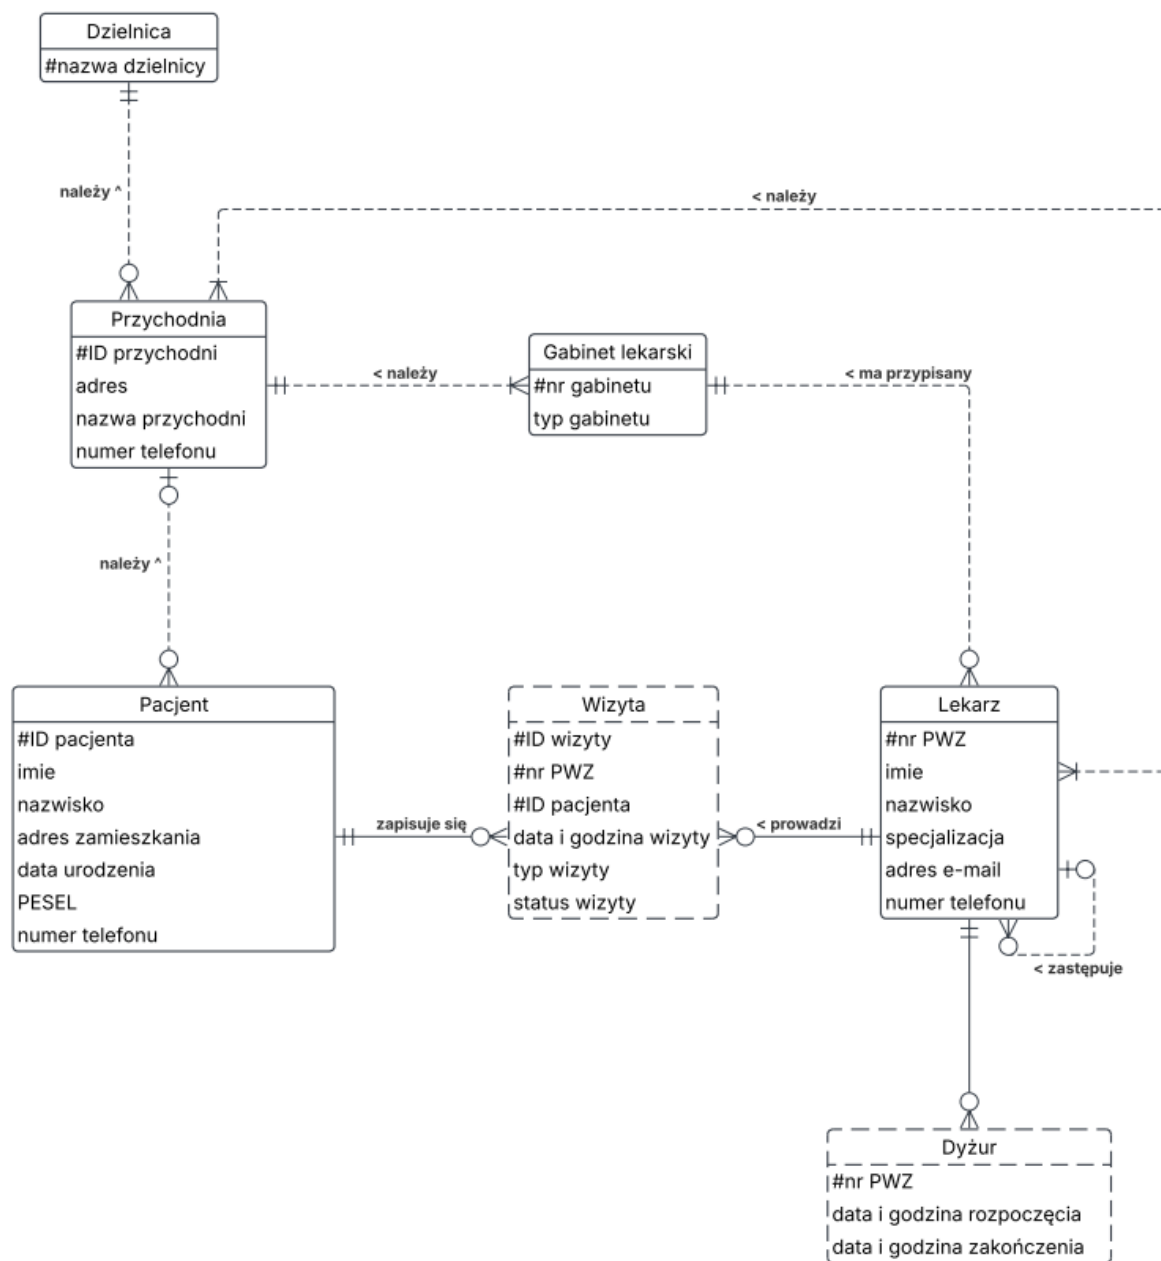 Dzielnica
#nazwa dzielnicy
należy ^
< należy
Przychodnia
#ID przychodni
adres
nazwa przychodni
numer telefonu
< należy
Gabinet lekarski
#nr gabinetu
typ gabinetu
< ma przypisany
należy ^
Pacjent
#ID pacjenta
imie
nazwisko
adres zamieszkania
data urodzenia
PESEL
numer telefonu
zapisuje się
Wizyta
#ID wizyty
#nr PWZ
#ID pacjenta
data i godzina wizyty
typ wizyty
status wizyty
< prowadzi
Lekarz
#nr PWZ
imie
nazwisko
specjalizacja
adres e-mail
numer telefonu
< zastępuje
Dyżur
#nr PWZ
data i godzina rozpoczęcia
data i godzina zakończenia